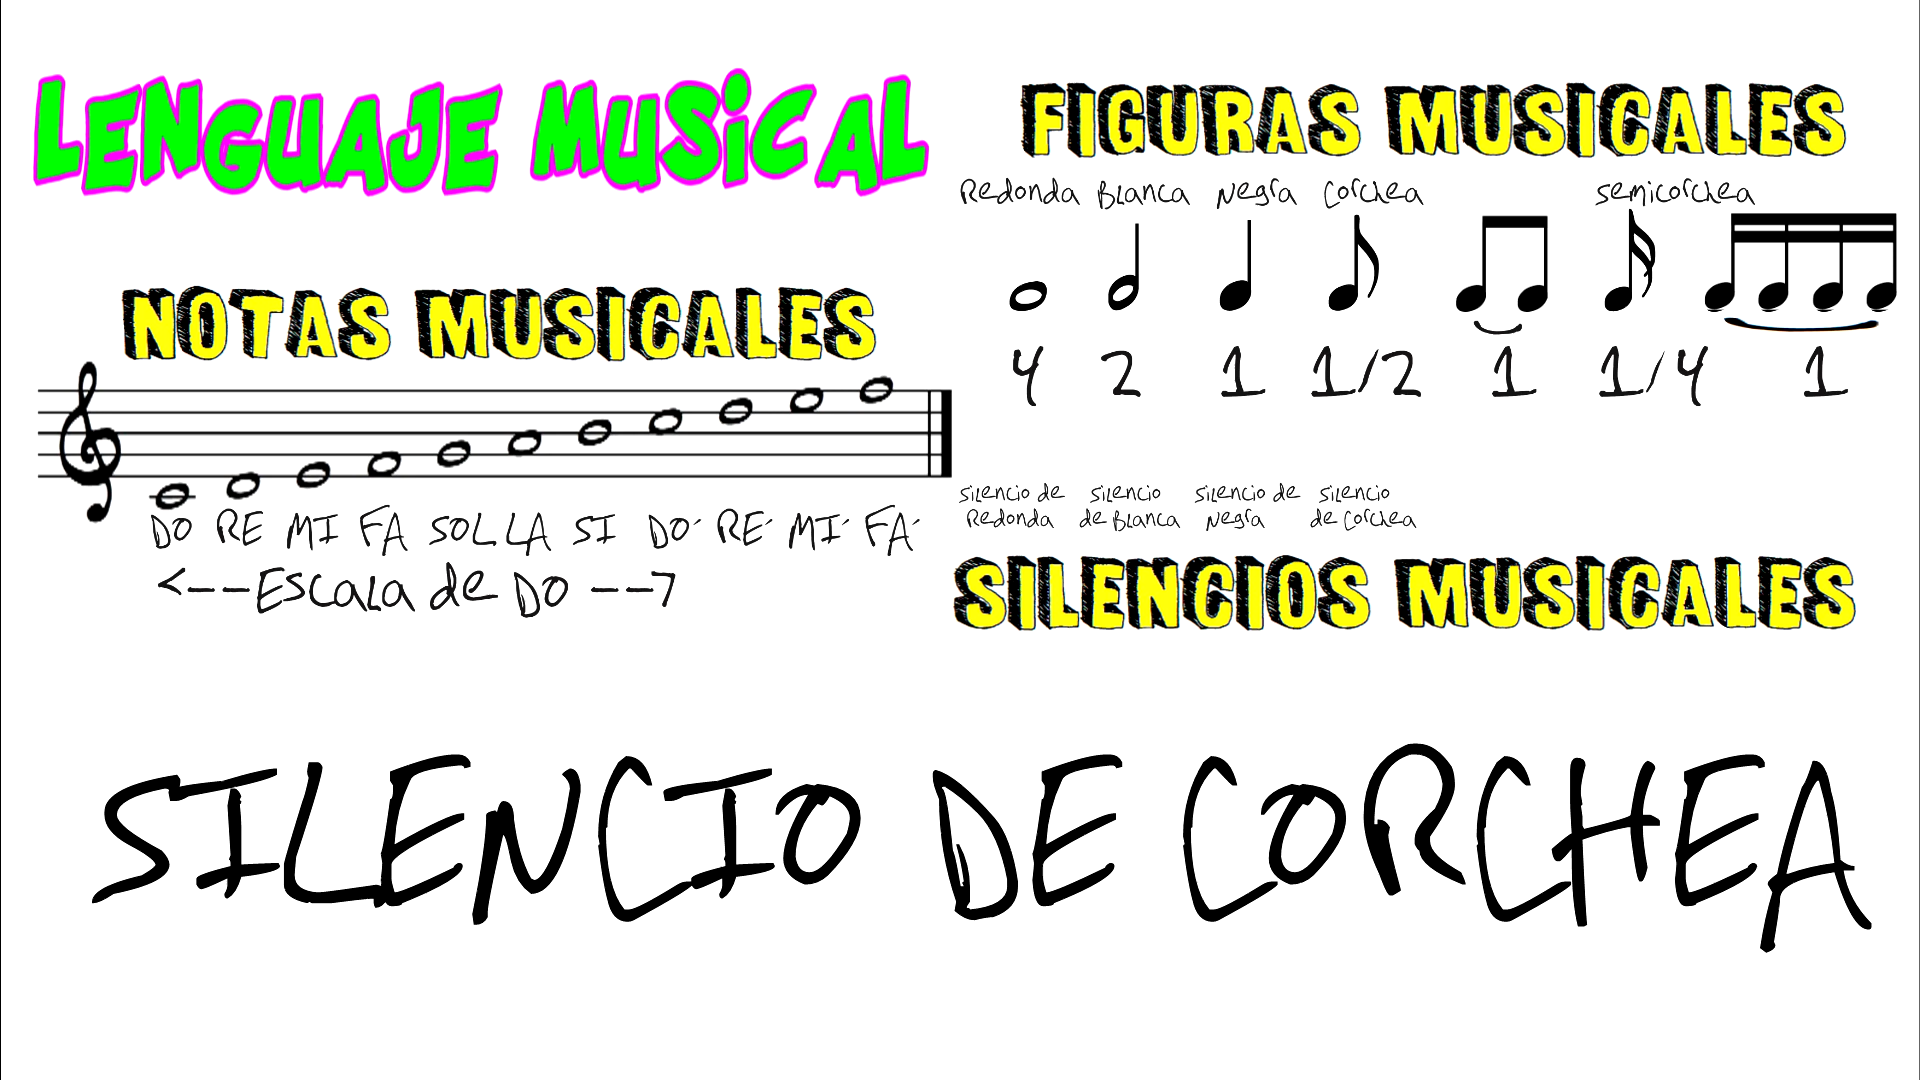 LENGUAJE MUSiCAL
NOTAS MUSICALES
DO RE MI FA SOL LA SI DO´ RE´ MI´ FA´
<--Escala de DO -->
FIGURAS MUSICALES
Redonda Blanca Negra Corchea semicorchea
4 2 1 1/2 1 1/4 1
silencio de silencio silencio de silencio
Redonda de Blanca Negra de Corchea
SILENCIOS MUSICALES
SILENCIO DE CORCHEA